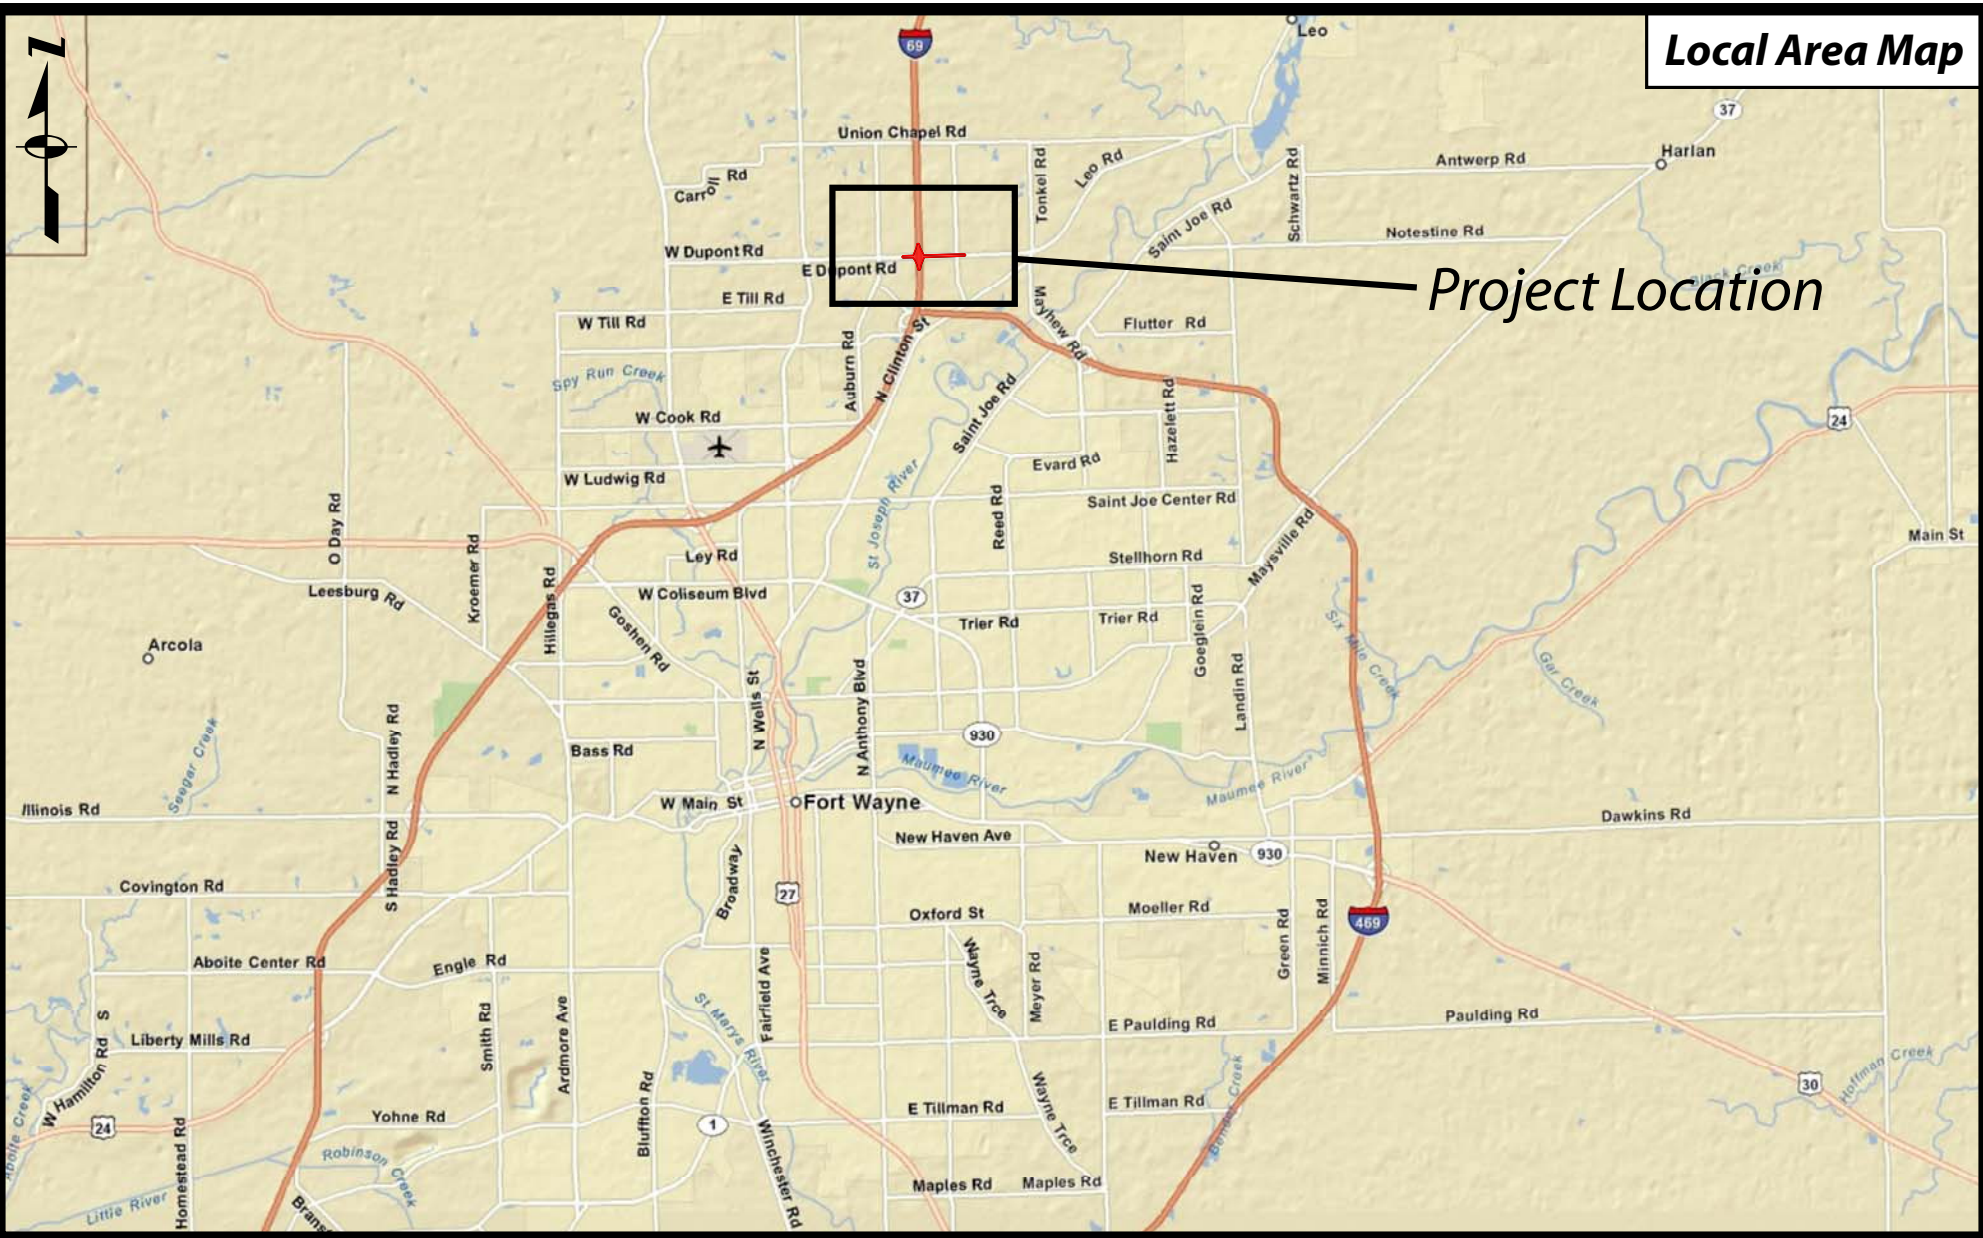 Local Area Map
69
Leo
37
Union Chapel Rd
Harlan
Antwerp Rd
Carroll Rd
Tonkel Rd
Leo Rd
Schwartz Rd
Saint Joe Rd
Notestine Rd
W Dupont Rd
E Dupont Rd
Black Creek
Project Location
E Till Rd
W Till Rd
Mayhew Rd
Flutter Rd
Auburn Rd
N Clinton St
Spy Run Creek
W Cook Rd
Saint Joe Rd
Hazelett Rd
24
W Ludwig Rd
Evard Rd
St Joseph River
Reed Rd
Saint Joe Center Rd
O Day Rd
Kroemer Rd
Main St
Ley Rd
Stellhorn Rd
Maysville Rd
Leesburg Rd
Hillegas Rd
W Coliseum Blvd
37
Goshen Rd
Trier Rd
Trier Rd
Goeglein Rd
Six Mile Creek
Arcola
Gar Creek
Landin Rd
N Wells St
N Anthony Blvd
Seegar Creek
N Hadley Rd
Bass Rd
930
Maumee River
Maumee River
W Main St
Fort Wayne
Illinois Rd
Dawkins Rd
New Haven Ave
S Hadley Rd
New Haven
930
Covington Rd
Broadway
27
Oxford St
Moeller Rd
469
Green Rd
Minnich Rd
Aboite Center Rd
Engle Rd
Fairfield Ave
Wayne Trce
Meyer Rd
St Marys River
Smith Rd
Ardmore Ave
E Paulding Rd
Paulding Rd
S
Liberty Mills Rd
W Hamilton Rd
Hoffman Creek
30
Aboite Creek
24
Yohne Rd
Bluffton Rd
1
E Tillman Rd
Wayne Trce
E Tillman Rd
Bender Creek
Winchester Rd
Homestead Rd
Robinson Creek
Little River
Maples Rd
Maples Rd